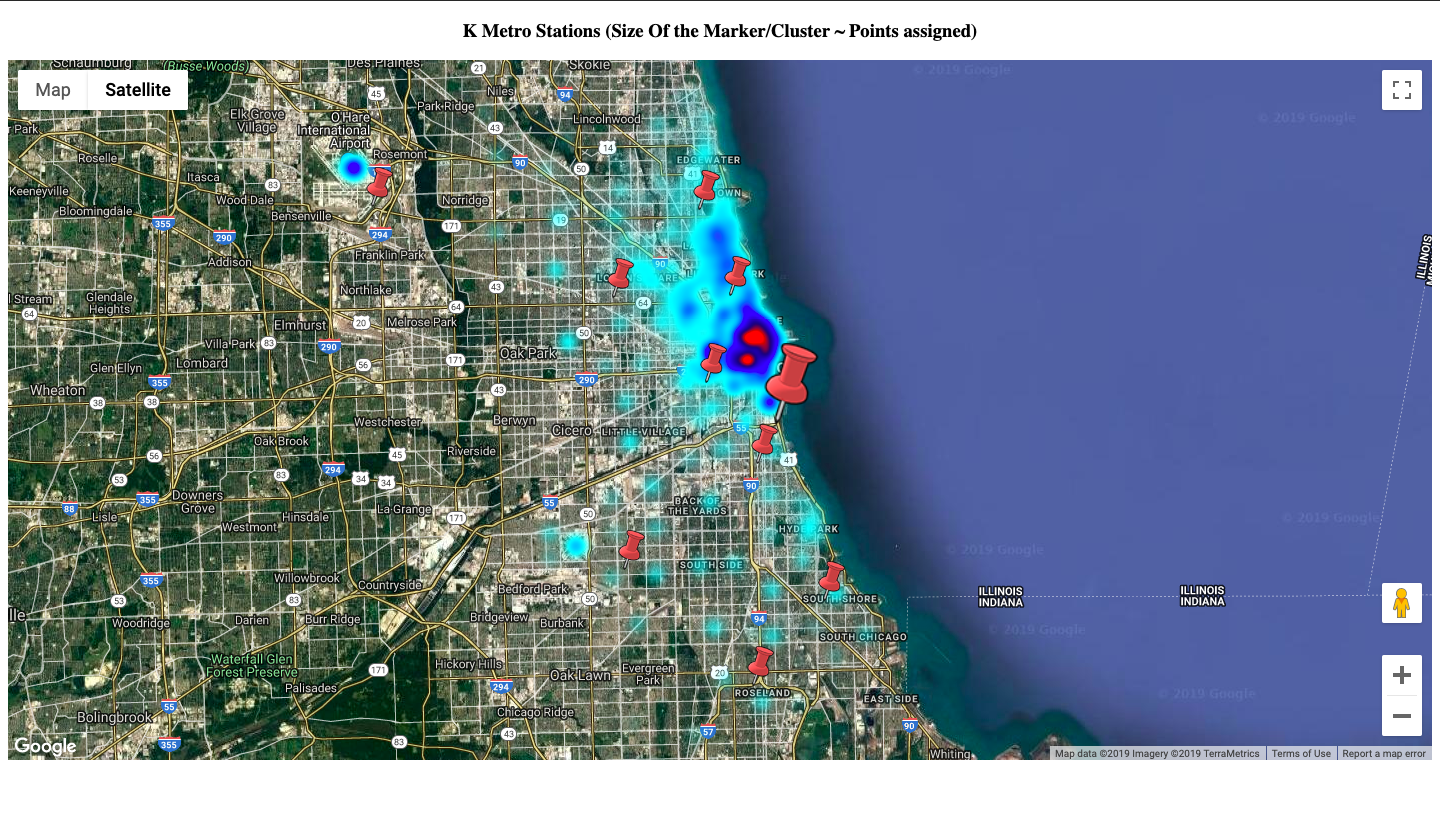 K Metro Stations (Size Of the Marker/Cluster ~ Points assigned)
Schaumburg
(Busse Woods)
Des Plaines
21
Skokie
© 2019 Google
Map
Satellite
45
Niles
94
Park Ridge
Elk Grove
Village
O'Hare
International
Airport
© 2019 Google
Lincolnwood
43
r Park
Roselle
Rosemont
90
14
EDGEWATER
50
41
Itasca
83
Keeneyville
Wood Dale
Norridge
OWN
Bloomingdale
Bensenville
355
19
171
290
294
Addison
Franklin Park
90
RK
ILLINOIS
Northlake
43
l Stream
Glendale
Heights
64
64
64
Elmhurst
20
Melrose Park
50
Villa Park
83
290
Glen Ellyn
Lombard
56
171
Oak Park
355
290
Wheaton
43
38
38
Westchester
Berwyn
Cicero
LITTLE VILLAGE
55
Oak Brook
56
45
Riverside
41
294
83
34
34
53
90
Downers
Grove
355
88
55
BACK OF
THE YARDS
Lisle
Hinsdale
La Grange
171
50
© 2019 Google
Westmont
HYDE PARK
© 2019 Google
SOUTH SIDE
355
Willowbrook
Countryside
Bedford Park
ILLINOIS
INDIANA
ILLINOIS
INDIANA
53
83
50
SOUTH SHORE
lle
Woodridge
Darien
Burr Ridge
Bridgeview
Burbank
94
© 2019 Google
SOUTH CHICAGO
Waterfall Glen
Forest Preserve
171
Hickory Hills
Oak Lawn
Evergreen
Park
20
Palisades
294
ROSELAND
EAST SIDE
© 2019 Google
55
Bolingbrook
Chicago Ridge
90
355
83
43
57
Google
Whiting
Map data ©2019 Imagery ©2019 TerraMetrics
Terms of Use
Report a map error